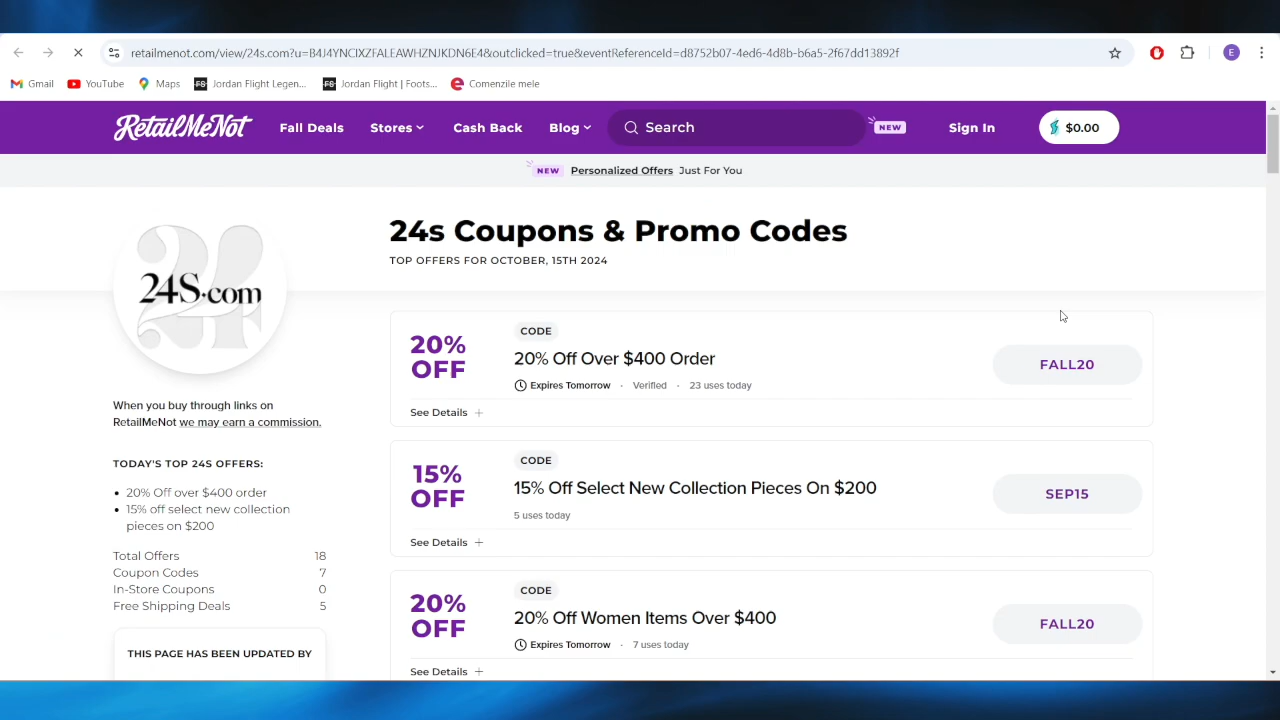 retailmenot.com/view/24s.com?u=B4J4YNCIXZFALEAWHZNJKDN6E4&outclicked=true&eventReferenceId=d8752b07-4ed6-4d8b-b6a5-2f67dd13892f
E
Gmail
YouTube
Maps
Jordan Flight Legen...
Jordan Flight | Foots...
Comenzile mele
RetailMeNot
Fall Deals
Stores
Cash Back
Blog
Search
NEW
Sign In
$0.00
NEW Personalized Offers Just For You
24S.com
24s Coupons & Promo Codes
TOP OFFERS FOR OCTOBER, 15TH 2024
20% OFF
CODE
20% Off Over $400 Order
Expires Tomorrow · Verified · 23 uses today
FALL20
See Details +
When you buy through links on
RetailMeNot we may earn a commission.
15% OFF
CODE
15% Off Select New Collection Pieces On $200
5 uses today
SEP15
See Details +
TODAY'S TOP 24S OFFERS:
• 20% Off over $400 order
• 15% off select new collection
pieces on $200
Total Offers 18
Coupon Codes 7
In-Store Coupons 0
Free Shipping Deals 5
20% OFF
CODE
20% Off Women Items Over $400
Expires Tomorrow · 7 uses today
FALL20
See Details +
THIS PAGE HAS BEEN UPDATED BY